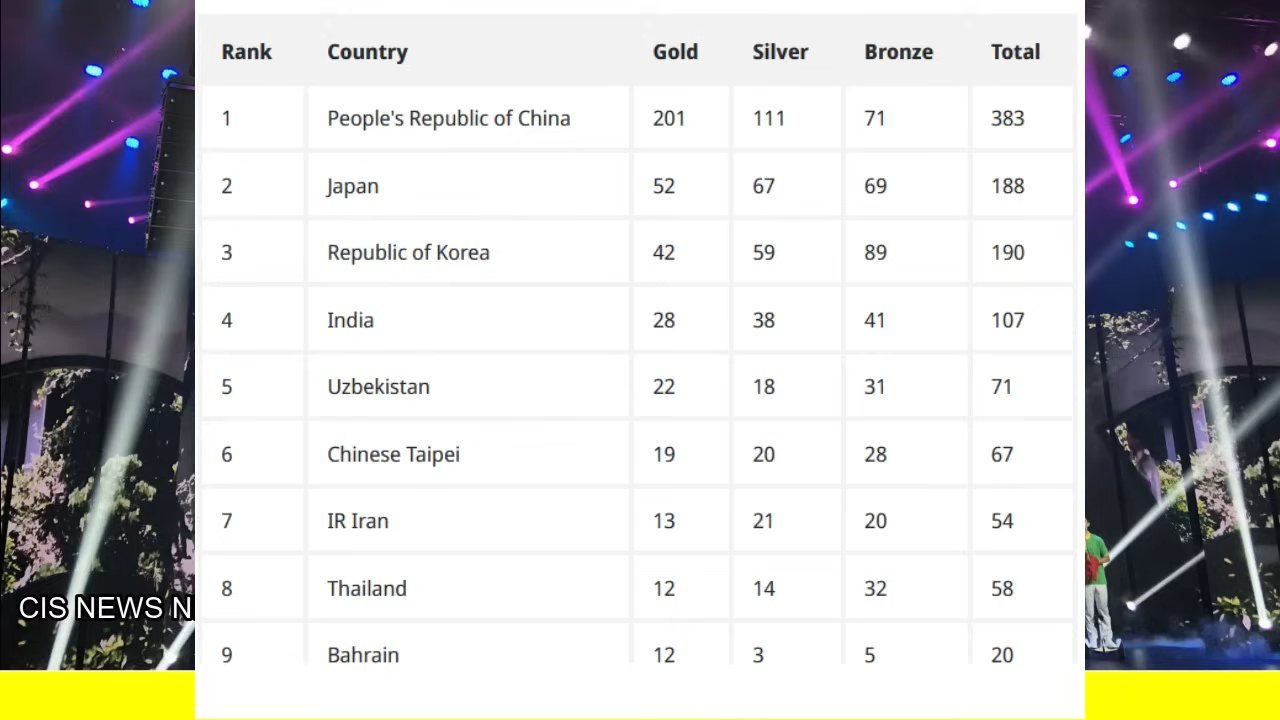 Rank Country Gold Silver Bronze Total
1 People's Republic of China 201 111 71 383
2 Japan 52 67 69 188
3 Republic of Korea 42 59 89 190
4 India 28 38 41 107
5 Uzbekistan 22 18 31 71
6 Chinese Taipei 19 20 28 67
7 IR Iran 13 21 20 54
8 Thailand 12 14 32 58
9 Bahrain 12 3 5 20
CIS NEWS N